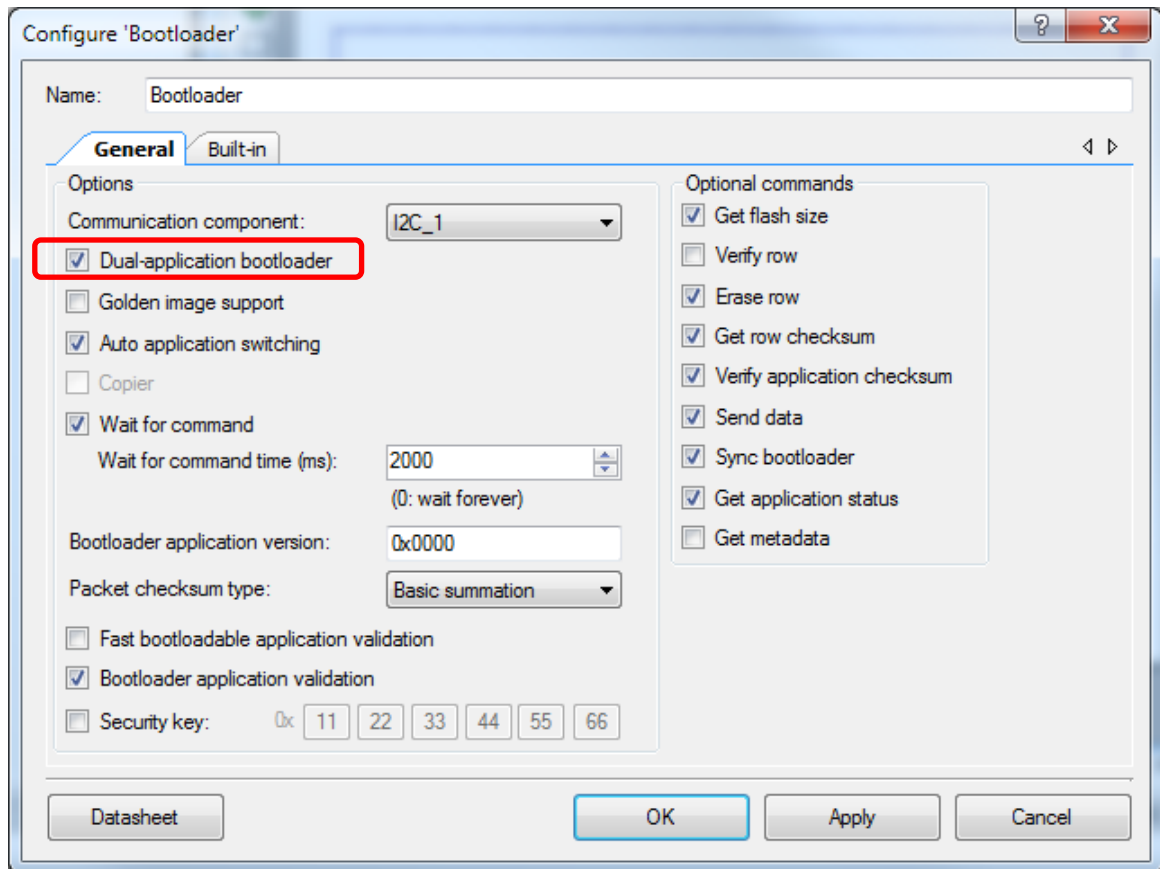 Configure 'Bootloader'
Name: Bootloader
General Built-in
Options
Communication component: I2C_1
Dual-application bootloader
Golden image support
Auto application switching
Copier
Wait for command
Wait for command time (ms): 2000
(0: wait forever)
Bootloader application version: 0x0000
Packet checksum type: Basic summation
Fast bootloadable application validation
Bootloader application validation
Security key: 0x 11 22 33 44 55 66
Optional commands
Get flash size
Verify row
Erase row
Get row checksum
Verify application checksum
Send data
Sync bootloader
Get application status
Get metadata
Datasheet OK Apply Cancel